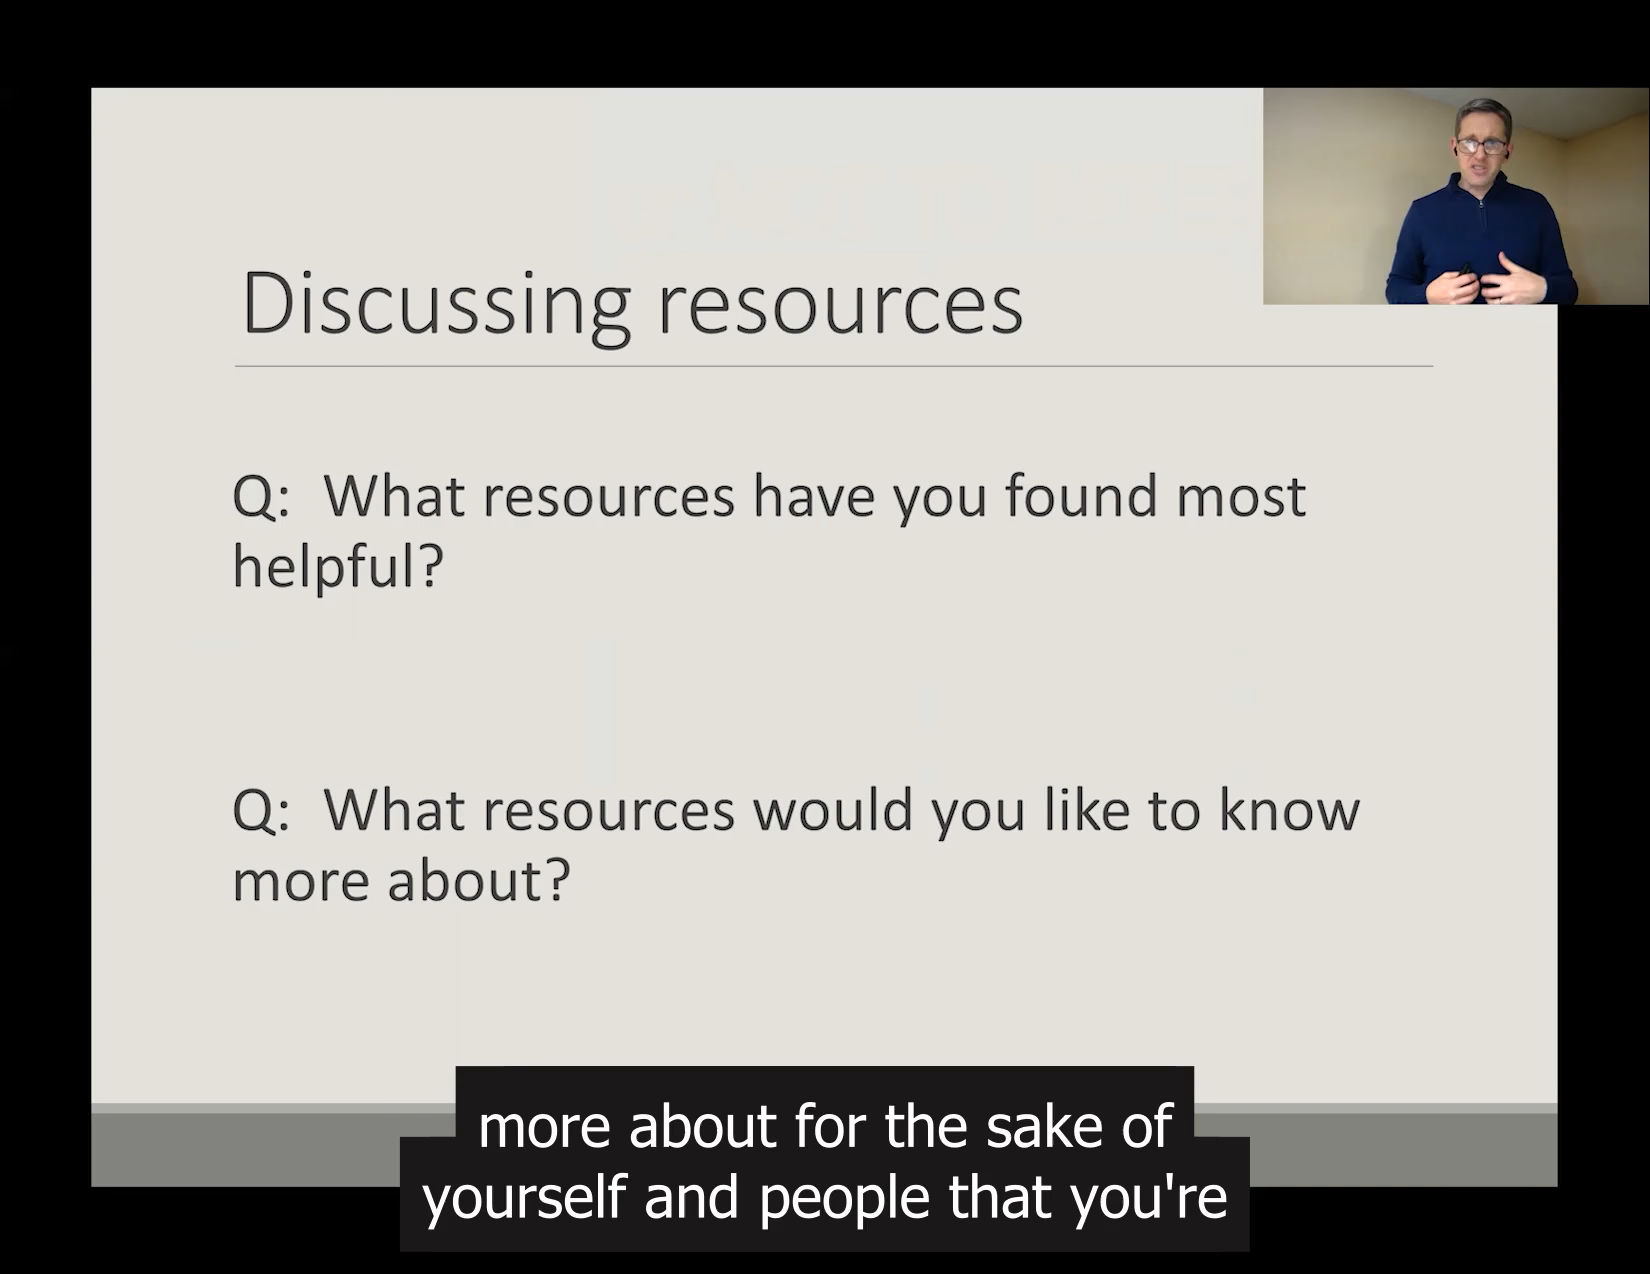 Discussing resources
Q:  What resources have you found most
helpful?
Q:  What resources would you like to know
more about?
more about for the sake of
yourself and people that you're